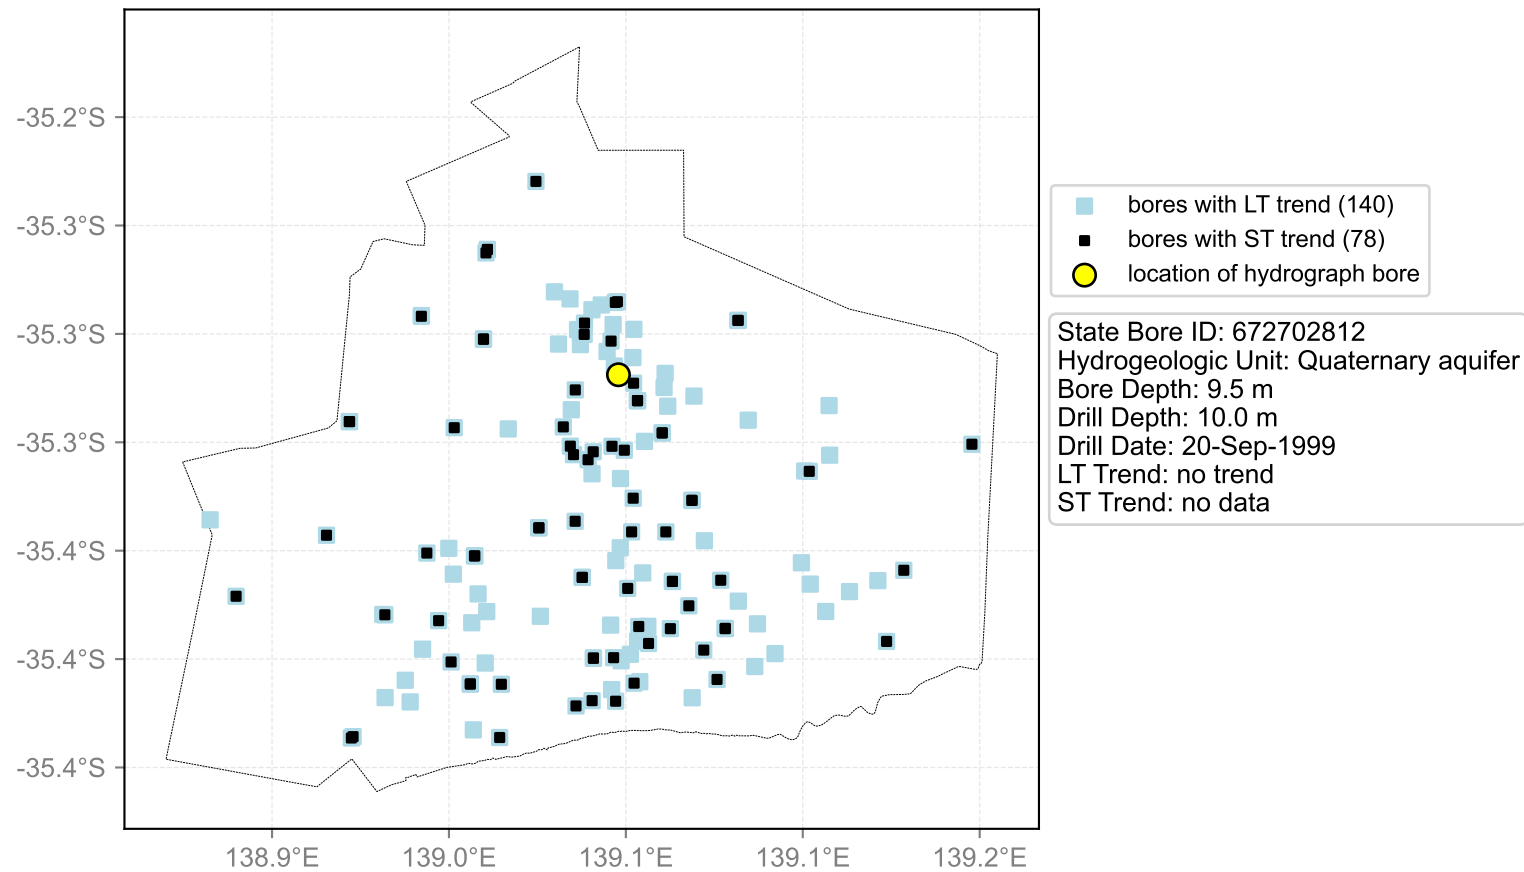 -35.2°S
-35.3°S
-35.3°S
-35.3°S
-35.4°S
-35.4°S
-35.4°S
138.9°E
139.0°E
139.1°E
139.1°E
139.2°E
bores with LT trend (140)
bores with ST trend (78)
location of hydrograph bore
State Bore ID: 672702812
Hydrogeologic Unit: Quaternary aquifer
Bore Depth: 9.5 m
Drill Depth: 10.0 m
Drill Date: 20-Sep-1999
LT Trend: no trend
ST Trend: no data